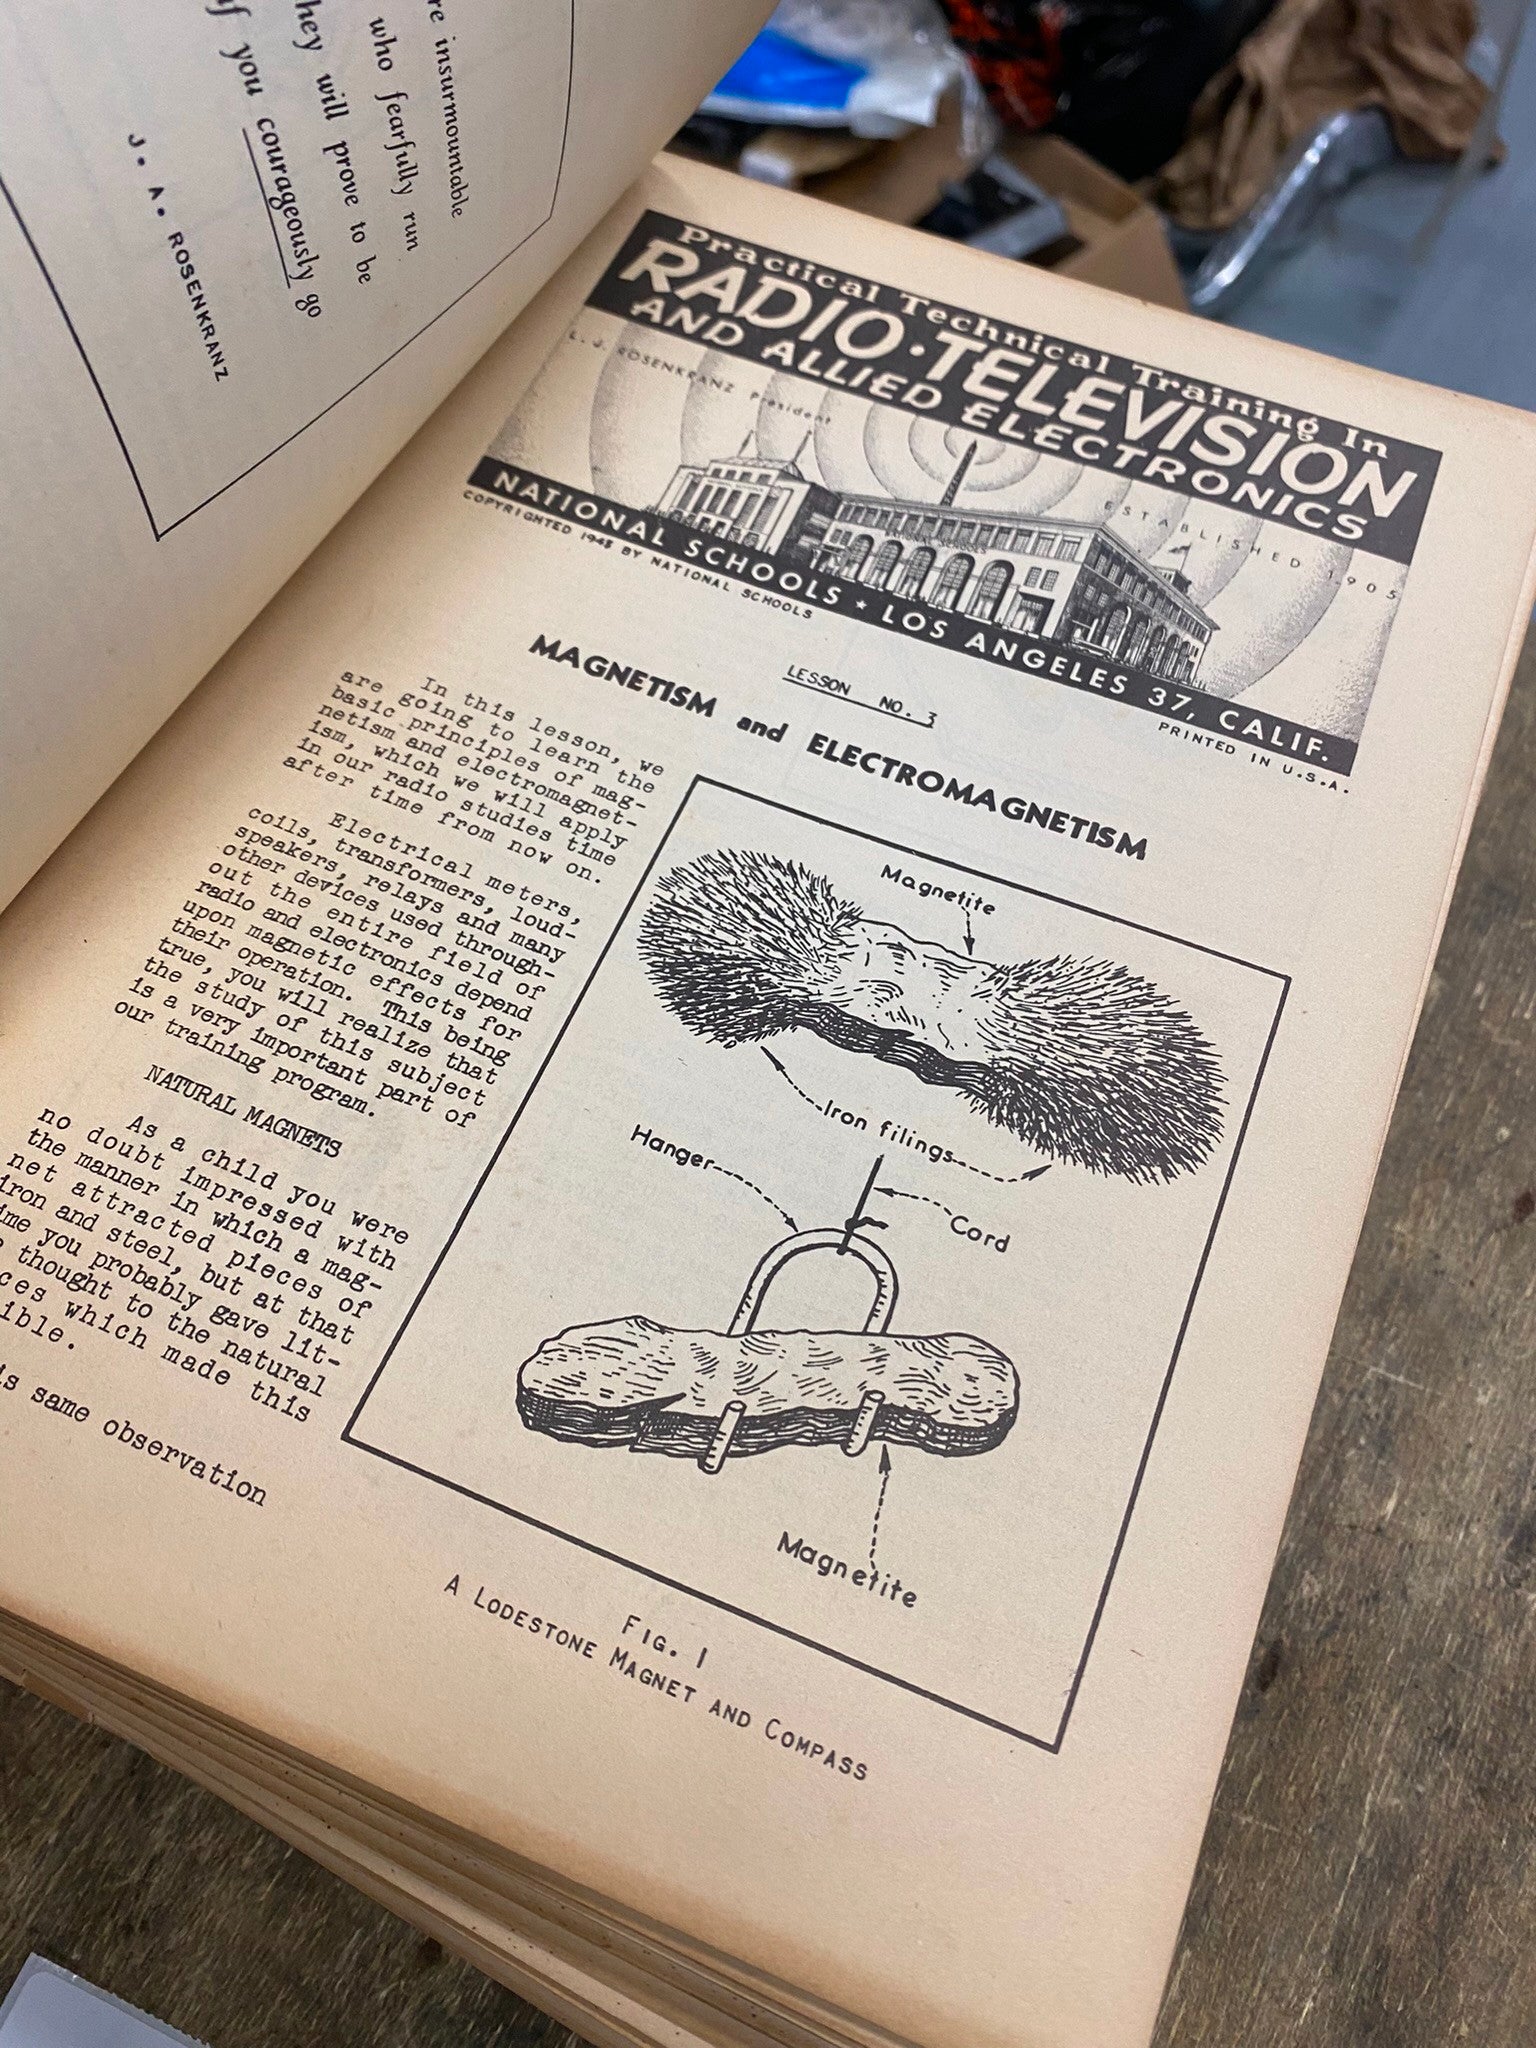 re insurmountable
who fearfully run
hey will prove to be
if you courageously go
J. A. ROSENKRANZ
Practical Technical Training In
RADIO · TELEVISION
AND ALLIED ELECTRONICS
L. J. ROSENKRANZ President
ESTABLISHED 1905
NATIONAL SCHOOLS
NATIONAL SCHOOLS ★ LOS ANGELES 37, CALIF.
COPYRIGHTED 1948 BY NATIONAL SCHOOLS
PRINTED IN U.S.A.
LESSON NO. 3
MAGNETISM and ELECTROMAGNETISM
In this lesson, we
are going to learn the
basic principles of mag-
netism and electromagnet-
ism, which we will apply
in our radio studies time
after time from now on.
Electrical meters,
coils, transformers, loud-
speakers, relays and many
other devices used through-
out the entire field of
radio and electronics depend
upon magnetic effects for
their operation. This being
true, you will realize that
the study of this subject
is a very important part of
our training program.
NATURAL MAGNETS
As a child you were
no doubt impressed with
the manner in which a mag-
net attracted pieces of
iron and steel, but at that
ime you probably gave lit-
thought to the natural
ces which made this
ible.
is same observation
Magnetite
Iron filings
Hanger
Cord
Magnetite
FIG. 1
A LODESTONE MAGNET AND COMPASS